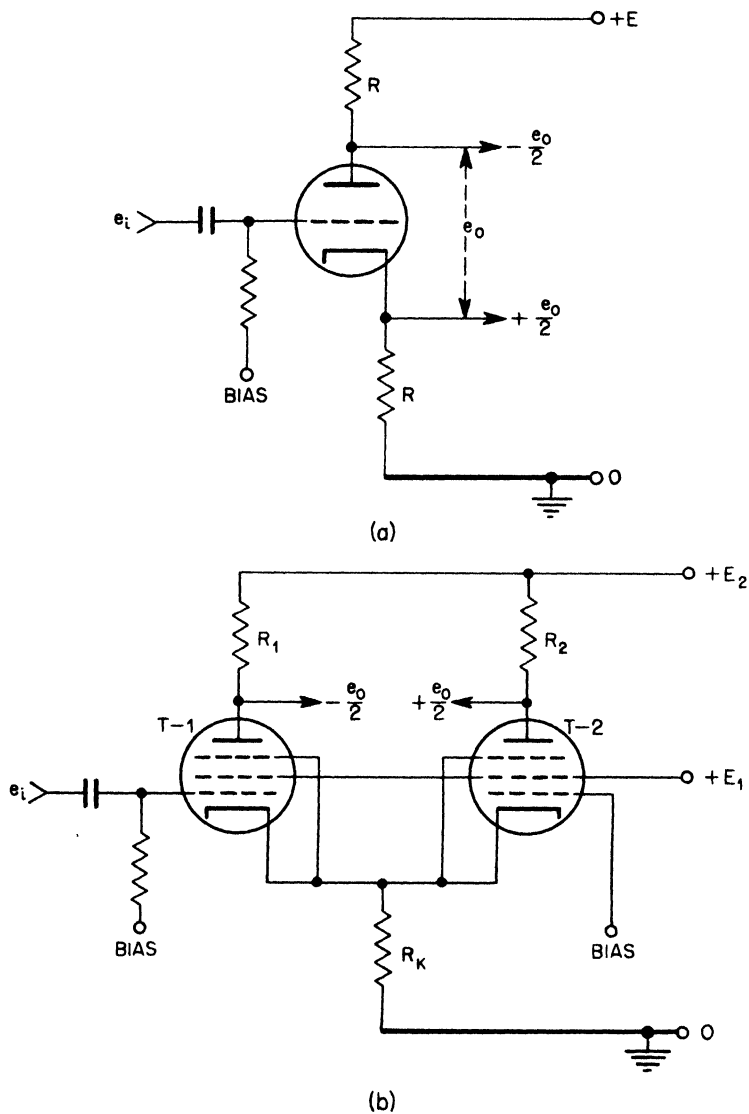 +E
R
- e₀/2
eᵢ
e₀
+ e₀/2
BIAS
R
0
(a)
+E₂
R₁
R₂
- e₀/2
+ e₀/2
T-1
T-2
eᵢ
+E₁
BIAS
R_K
BIAS
0
(b)